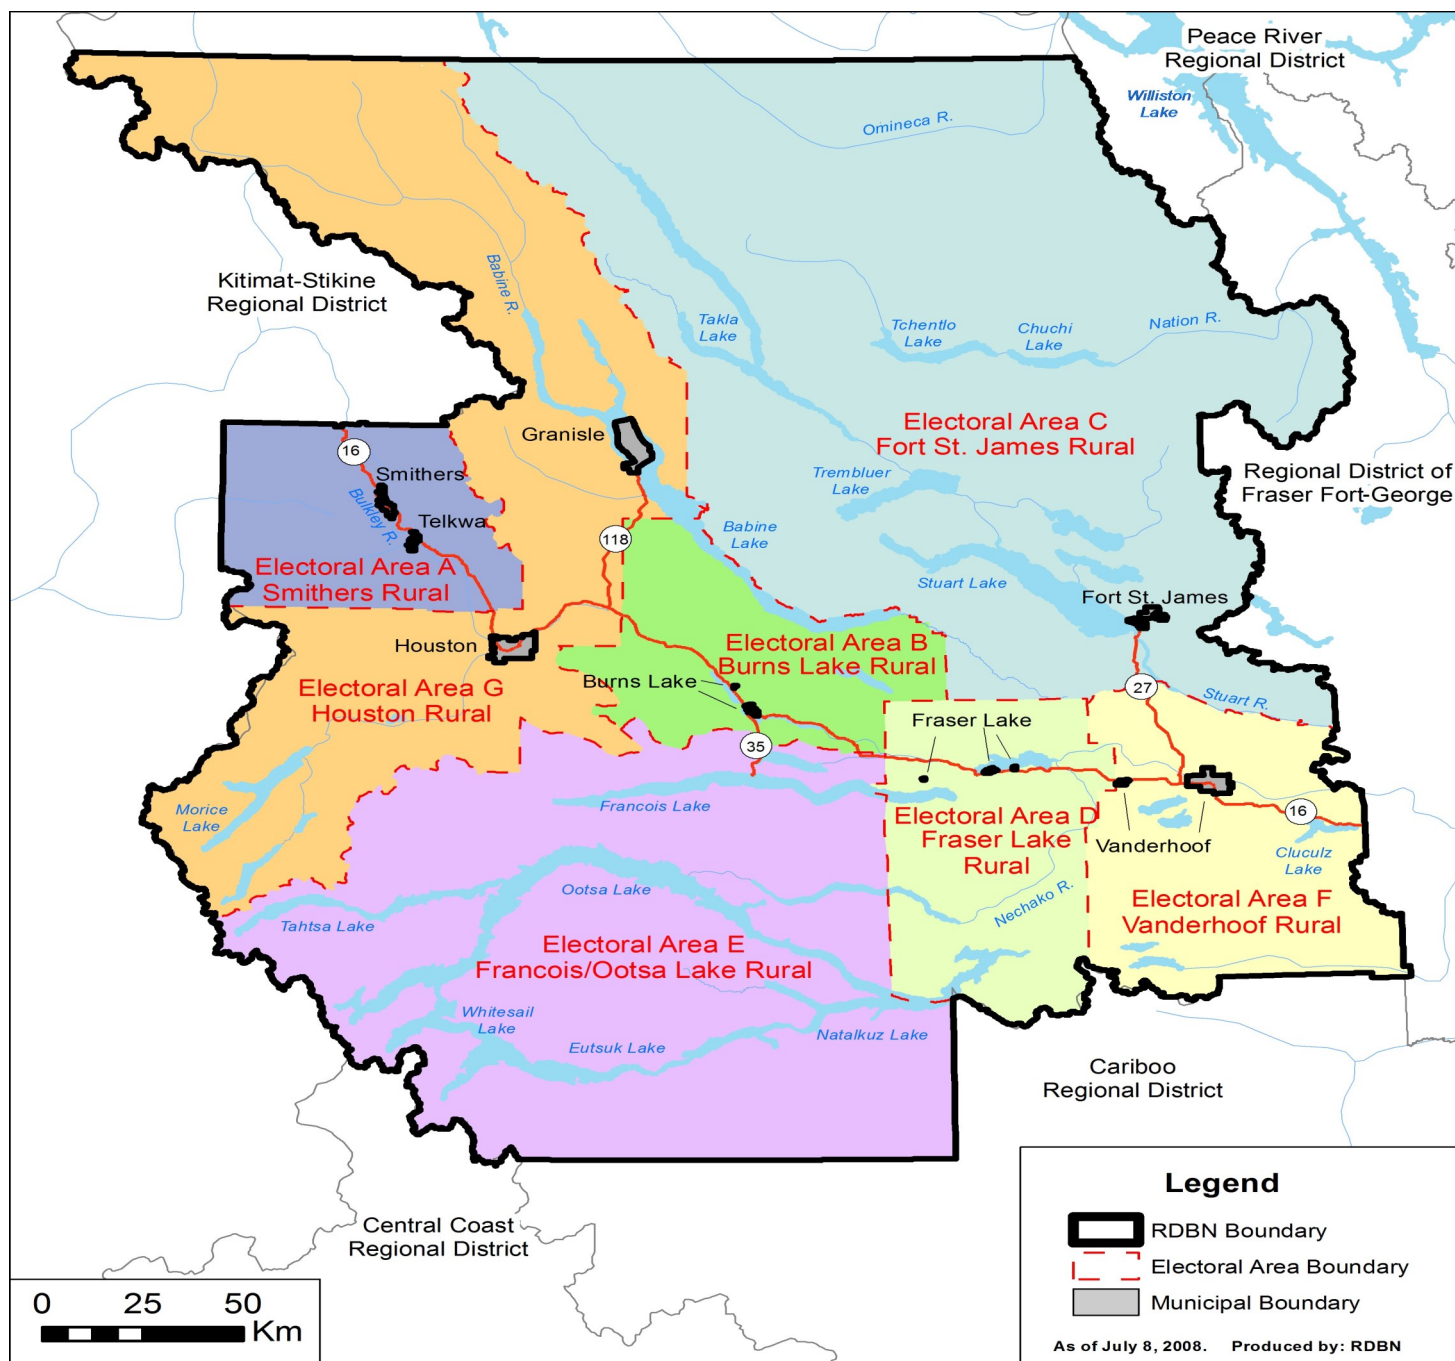 Peace River
Regional District
Williston
Lake
Omineca R.
Kitimat-Stikine
Regional District
Babine R.
Takla
Lake
Tchentlo
Lake
Chuchi
Lake
Nation R.
Electoral Area C
Fort St. James Rural
Granisle
16
Smithers
Bulkley R.
Telkwa
Trembluer
Lake
Regional District of
Fraser Fort-George
118
Babine
Lake
Electoral Area A
Smithers Rural
Stuart Lake
Fort St. James
Houston
Electoral Area B
Burns Lake Rural
Electoral Area G
Houston Rural
Burns Lake
27
Stuart R.
Fraser Lake
35
Francois Lake
Morice
Lake
Electoral Area D
Fraser Lake
Rural
16
Vanderhoof
Cluculz
Lake
Ootsa Lake
Nechako R.
Electoral Area F
Vanderhoof Rural
Tahtsa Lake
Electoral Area E
Francois/Ootsa Lake Rural
Whitesail
Lake
Eutsuk Lake
Natalkuz Lake
Cariboo
Regional District
Central Coast
Regional District
Legend
RDBN Boundary
Electoral Area Boundary
Municipal Boundary
As of July 8, 2008. Produced by: RDBN
0 25 50
Km